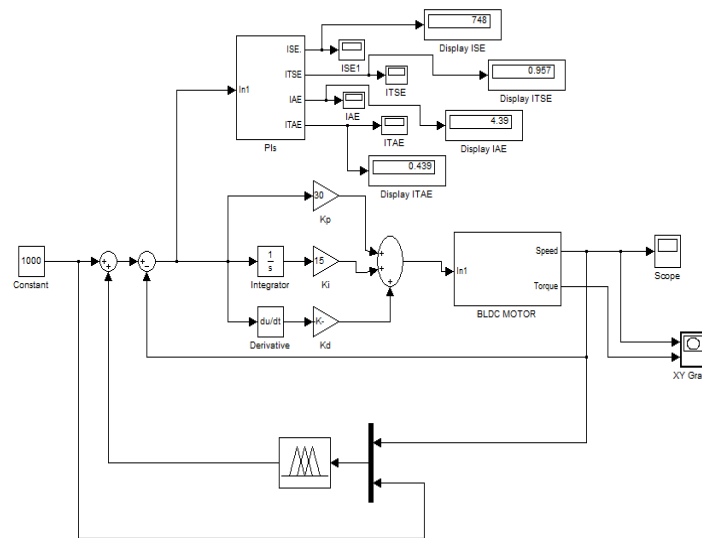 748
Display ISE
ISE.
ISE1
ITSE
ITSE
0.957
Display ITSE
In1
IAE
IAE
4.39
Display IAE
ITAE
ITAE
PIs
0.439
Display ITAE
30
Kp
1000
Constant
1
s
Integrator
15
Ki
In1
Speed
Torque
BLDC MOTOR
Scope
du/dt
Derivative
-K-
Kd
XY Gra
+
+
+
-
+
+
+